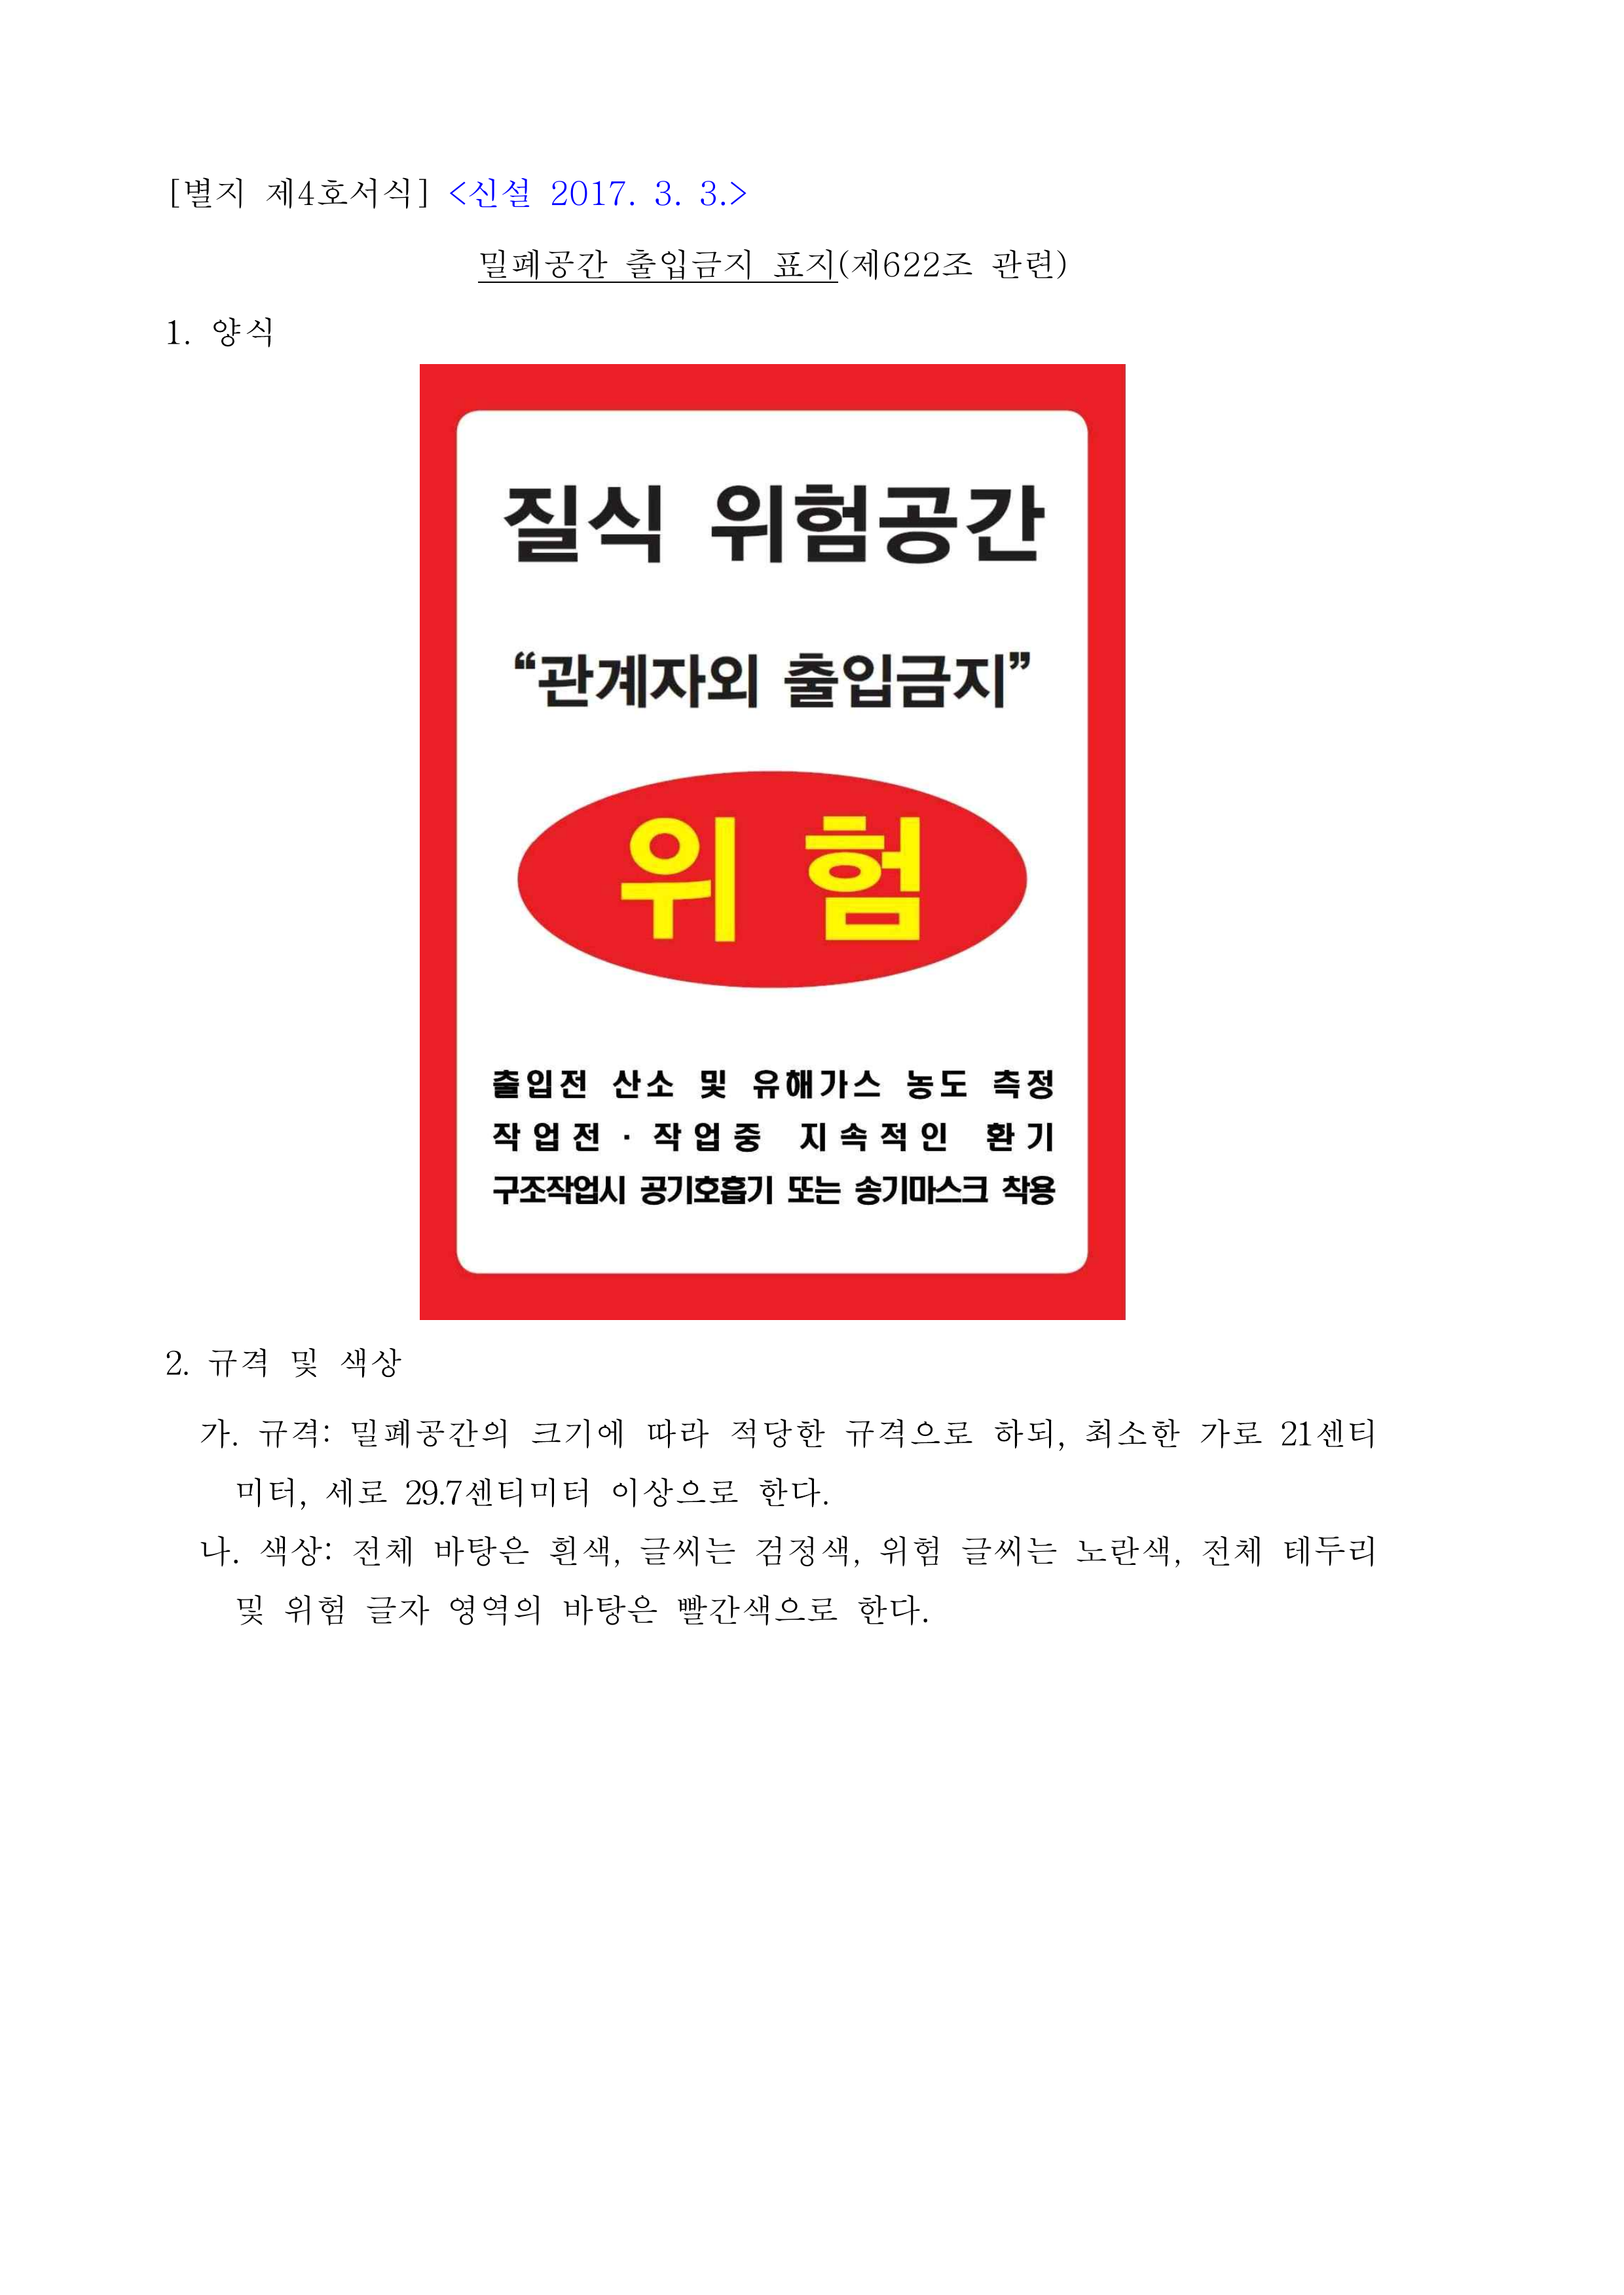 [별지 제4호서식] <신설 2017. 3. 3.>
밀폐공간 출입금지 표지(제622조 관련)
1. 양식
질식 위험공간
“관계자외 출입금지”
위 험
출입전 산소 및 유해가스 농도 측정
작업전 · 작업중 지속적인 환기
구조작업시 공기호흡기 또는 송기마스크 착용
2. 규격 및 색상
가. 규격: 밀폐공간의 크기에 따라 적당한 규격으로 하되, 최소한 가로 21센티
미터, 세로 29.7센티미터 이상으로 한다.
나. 색상: 전체 바탕은 흰색, 글씨는 검정색, 위험 글씨는 노란색, 전체 테두리
및 위험 글자 영역의 바탕은 빨간색으로 한다.